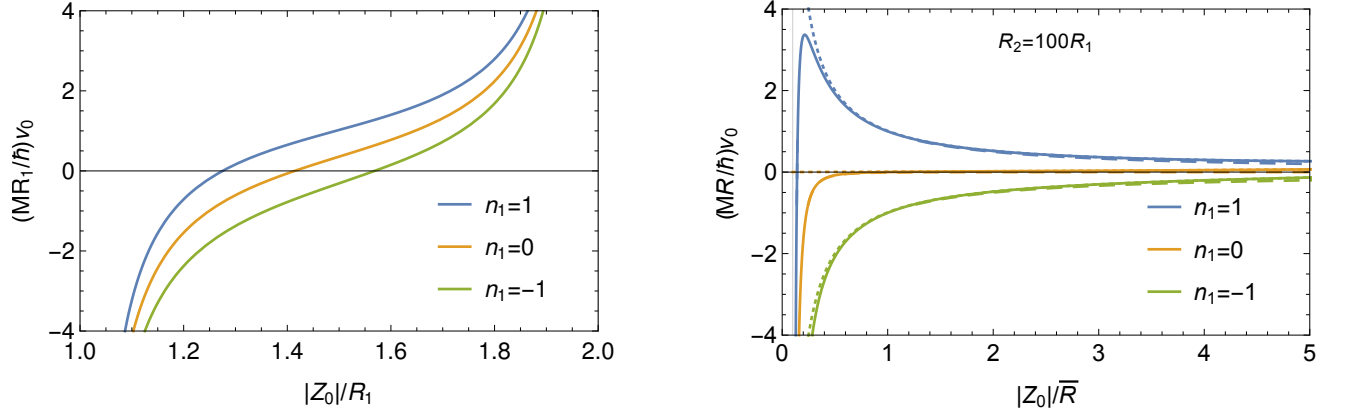 (MR₁/ħ)v₀
4
2
0
−2
−4
1.0 1.2 1.4 1.6 1.8 2.0
|Z₀|/R₁
n₁=1
n₁=0
n₁=−1
(MR/ħ)v₀
4
2
0
−2
−4
0 1 2 3 4 5
|Z₀|/R̅
R₂=100R₁
n₁=1
n₁=0
n₁=−1